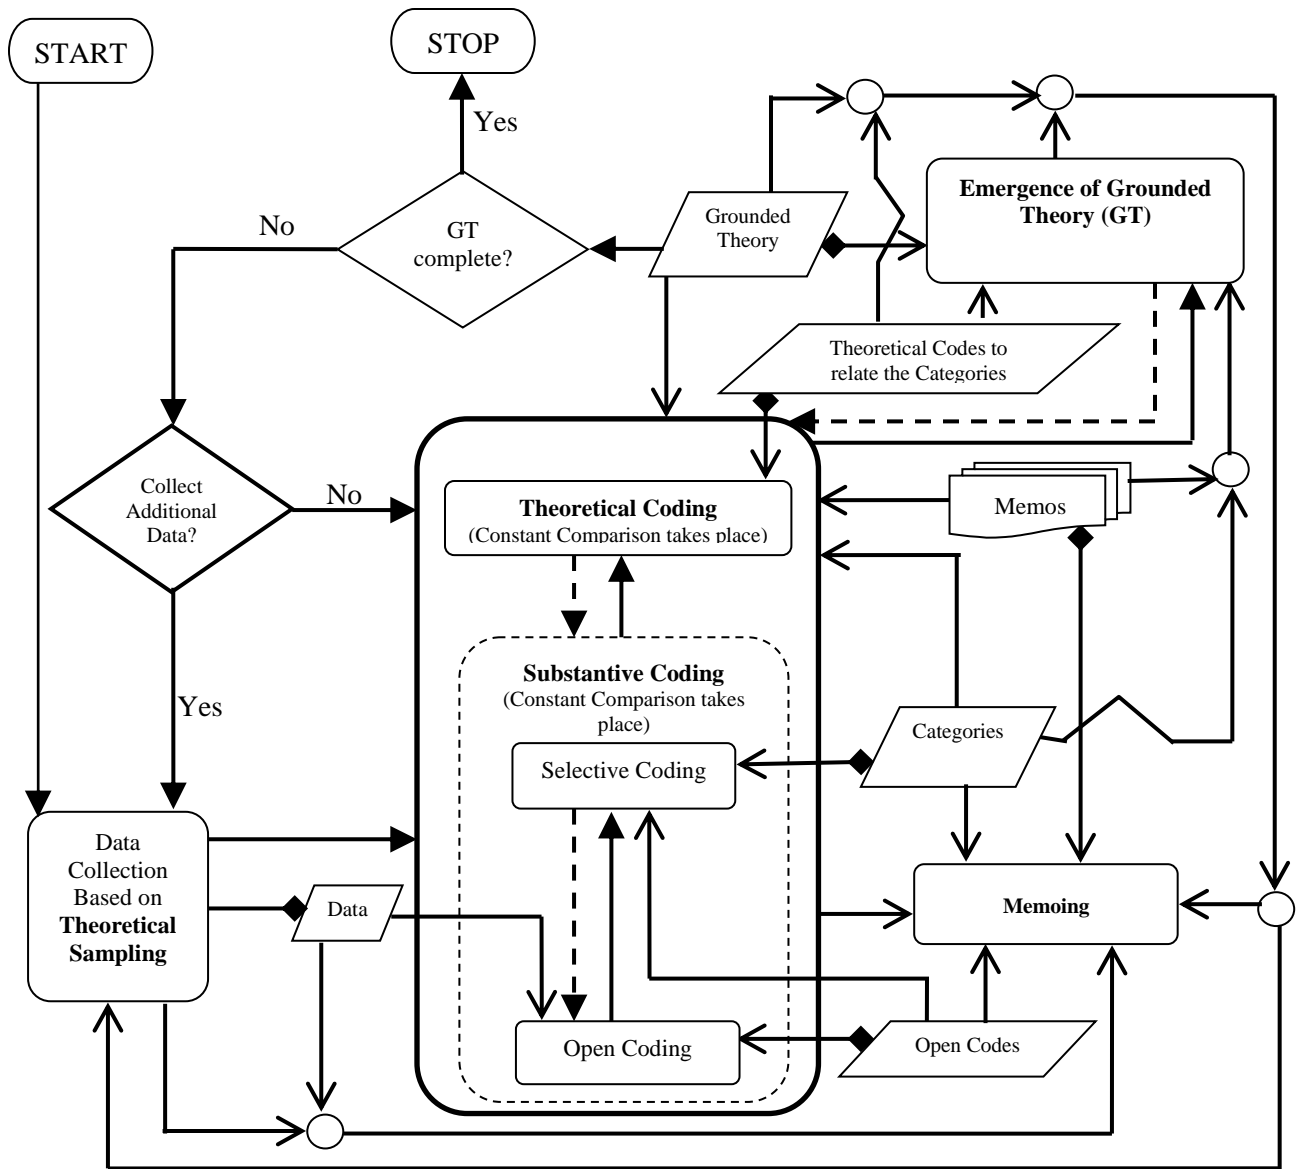 START
STOP
Yes
No
GT
complete?
Grounded
Theory
Emergence of Grounded
Theory (GT)
Theoretical Codes to
relate the Categories
Collect
Additional
Data?
No
Yes
Theoretical Coding
(Constant Comparison takes place)
Memos
Substantive Coding
(Constant Comparison takes
place)
Selective Coding
Categories
Data
Collection
Based on
Theoretical
Sampling
Data
Memoing
Open Coding
Open Codes